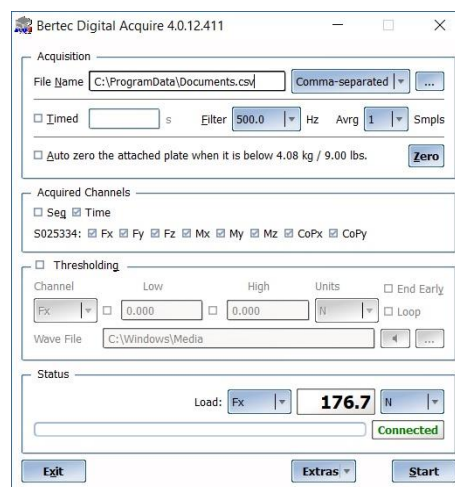 Bertec Digital Acquire 4.0.12.411
Acquisition
File Name C:\ProgramData\Documents.csv Comma-separated ...
Timed s Filter 500.0 Hz Avrg 1 Smpls
Auto zero the attached plate when it is below 4.08 kg / 9.00 lbs. Zero
Acquired Channels
Seq Time
S025334: Fx Fy Fz Mx My Mz CoPx CoPy
Thresholding
Channel Low High Units End Early
Fx 0.000 0.000 N Loop
Wave File C:\Windows\Media ...
Status
Load: Fx 176.7 N
Connected
Exit Extras Start